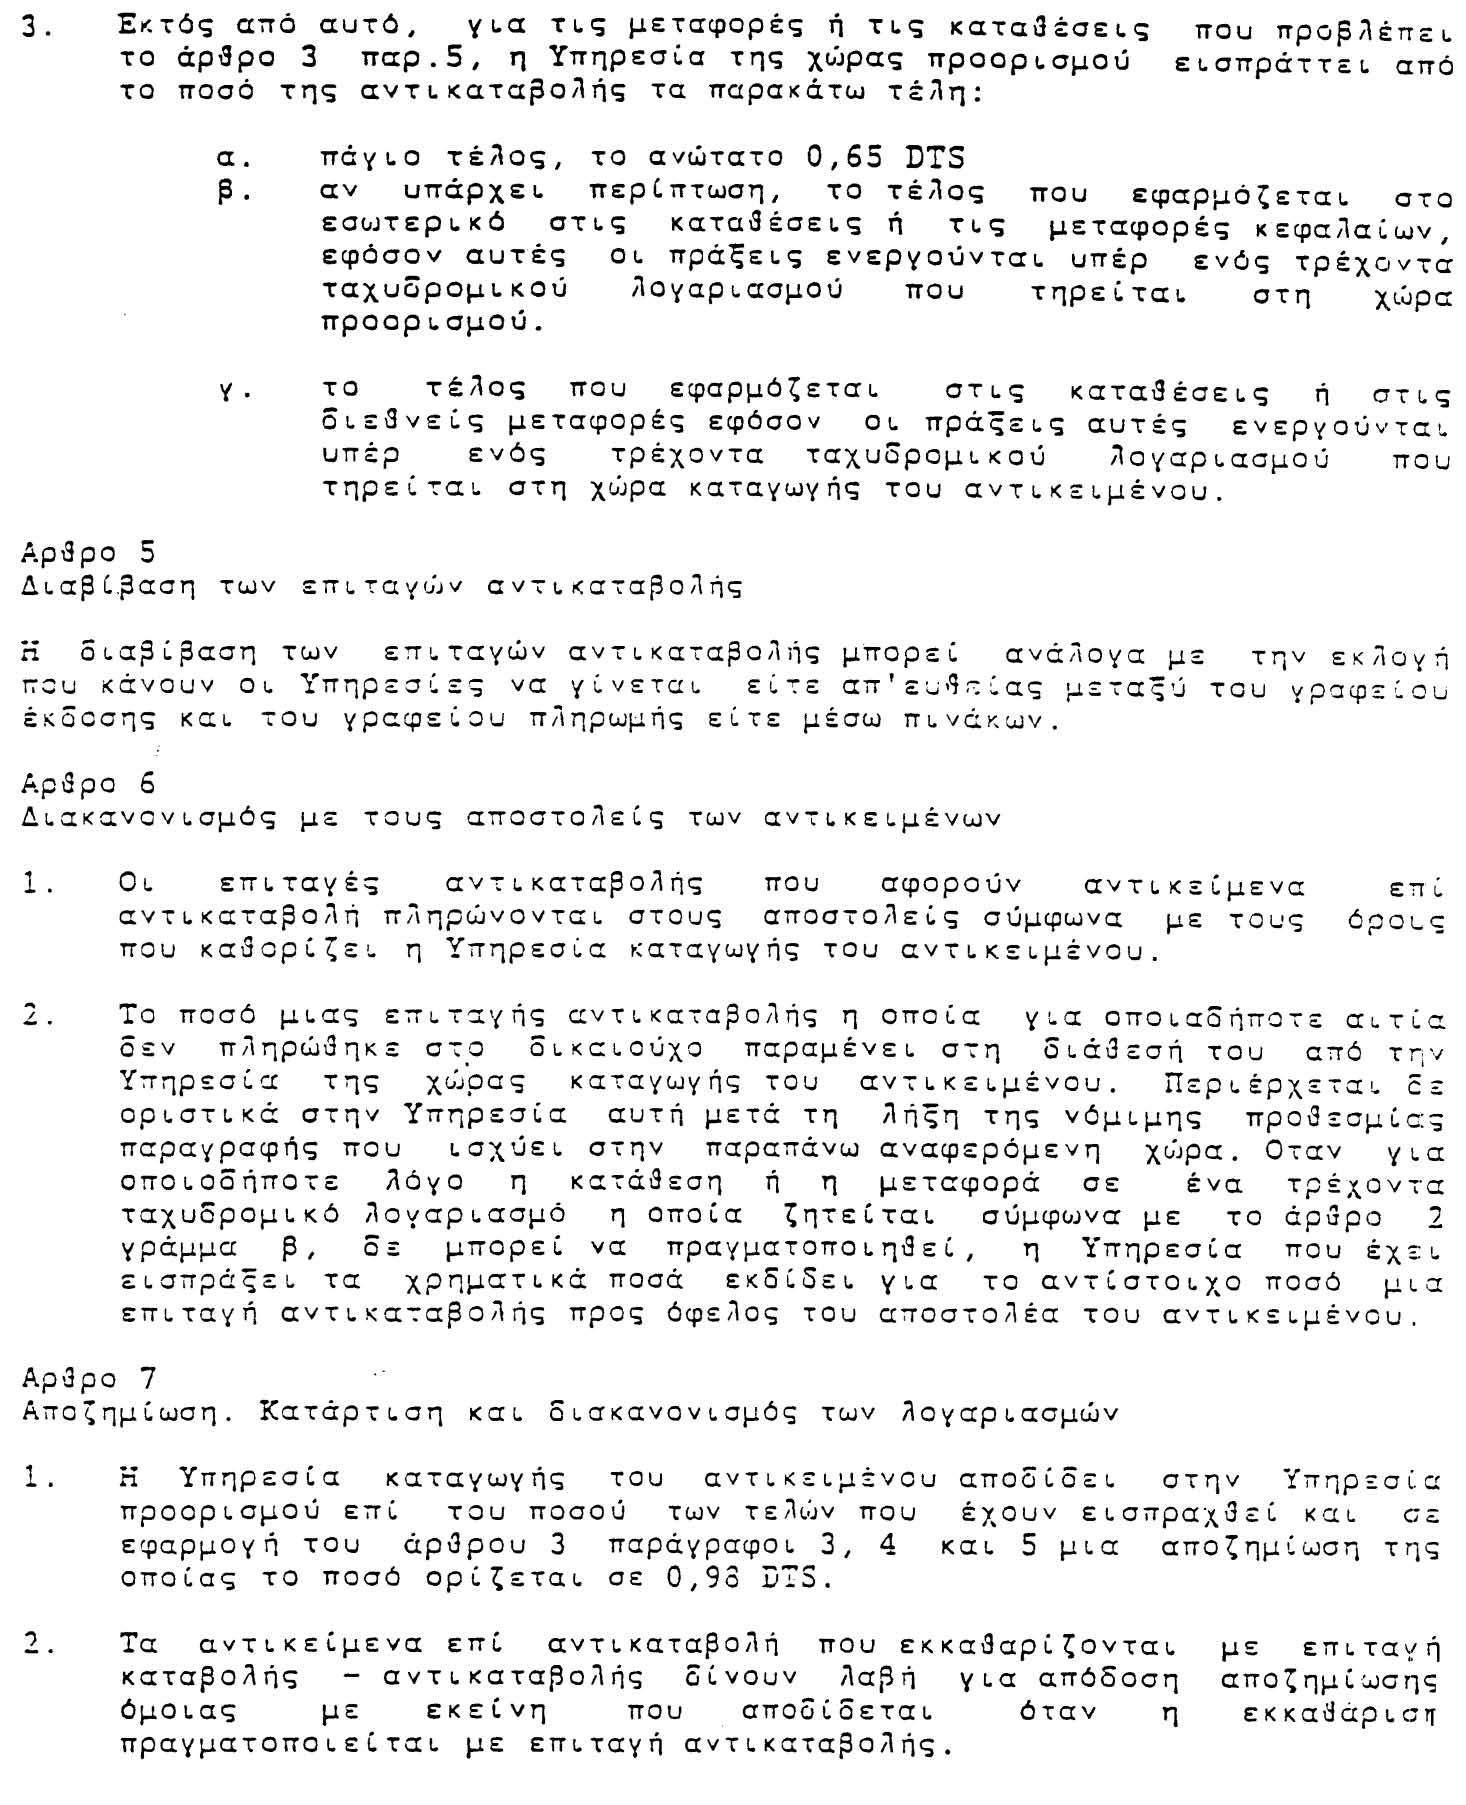 3. Εκτός από αυτό, για τις μεταφορές ή τις καταθέσεις που προβλέπει
το άρθρο 3 παρ.5, η Υπηρεσία της χώρας προορισμού εισπράττει από
το ποσό της αντικαταβολής τα παρακάτω τέλη:
α. πάγιο τέλος, το ανώτατο 0,65 DTS
β. αν υπάρχει περίπτωση, το τέλος που εφαρμόζεται στο
εσωτερικό στις καταθέσεις ή τις μεταφορές κεφαλαίων,
εφόσον αυτές οι πράξεις ενεργούνται υπέρ ενός τρέχοντα
ταχυδρομικού λογαριασμού που τηρείται στη χώρα
προορισμού.
γ. το τέλος που εφαρμόζεται στις καταθέσεις ή στις
διεθνείς μεταφορές εφόσον οι πράξεις αυτές ενεργούνται
υπέρ ενός τρέχοντα ταχυδρομικού λογαριασμού που
τηρείται στη χώρα καταγωγής του αντικειμένου.
Αρθρο 5
Διαβίβαση των επιταγών αντικαταβολής
Η διαβίβαση των επιταγών αντικαταβολής μπορεί ανάλογα με την εκλογή
που κάνουν οι Υπηρεσίες να γίνεται είτε απ'ευθείας μεταξύ του γραφείου
έκδοσης και του γραφείου πληρωμής είτε μέσω πινάκων.
Αρθρο 6
Διακανονισμός με τους αποστολείς των αντικειμένων
1. Οι επιταγές αντικαταβολής που αφορούν αντικείμενα επί
αντικαταβολή πληρώνονται στους αποστολείς σύμφωνα με τους όρους
που καθορίζει η Υπηρεσία καταγωγής του αντικειμένου.
2. Το ποσό μιας επιταγής αντικαταβολής η οποία για οποιαδήποτε αιτία
δεν πληρώθηκε στο δικαιούχο παραμένει στη διάθεσή του από την
Υπηρεσία της χώρας καταγωγής του αντικειμένου. Περιέρχεται δε
οριστικά στην Υπηρεσία αυτή μετά τη λήξη της νόμιμης προθεσμίας
παραγραφής που ισχύει στην παραπάνω αναφερόμενη χώρα. Οταν για
οποιοδήποτε λόγο η κατάθεση ή η μεταφορά σε ένα τρέχοντα
ταχυδρομικό λογαριασμό η οποία ζητείται σύμφωνα με το άρθρο 2
γράμμα β, δε μπορεί να πραγματοποιηθεί, η Υπηρεσία που έχει
εισπράξει τα χρηματικά ποσά εκδίδει για το αντίστοιχο ποσό μια
επιταγή αντικαταβολής προς όφελος του αποστολέα του αντικειμένου.
Αρθρο 7
Αποζημίωση. Κατάρτιση και διακανονισμός των λογαριασμών
1. Η Υπηρεσία καταγωγής του αντικειμένου αποδίδει στην Υπηρεσία
προορισμού επί του ποσού των τελών που έχουν εισπραχθεί και σε
εφαρμογή του άρθρου 3 παράγραφοι 3, 4 και 5 μια αποζημίωση της
οποίας το ποσό ορίζεται σε 0,98 DTS.
2. Τα αντικείμενα επί αντικαταβολή που εκκαθαρίζονται με επιταγή
καταβολής - αντικαταβολής δίνουν λαβή για απόδοση αποζημίωσης
όμοιας με εκείνη που αποδίδεται όταν η εκκαθάριση
πραγματοποιείται με επιταγή αντικαταβολής.